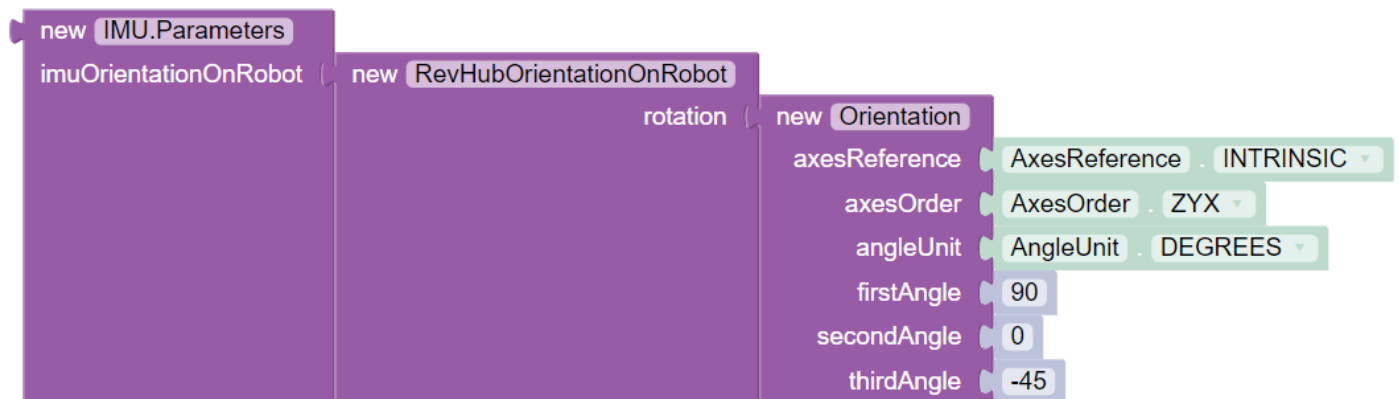 new IMU.Parameters
imuOrientationOnRobot new RevHubOrientationOnRobot
rotation new Orientation
axesReference AxesReference . INTRINSIC
axesOrder AxesOrder . ZYX
angleUnit AngleUnit . DEGREES
firstAngle 90
secondAngle 0
thirdAngle -45